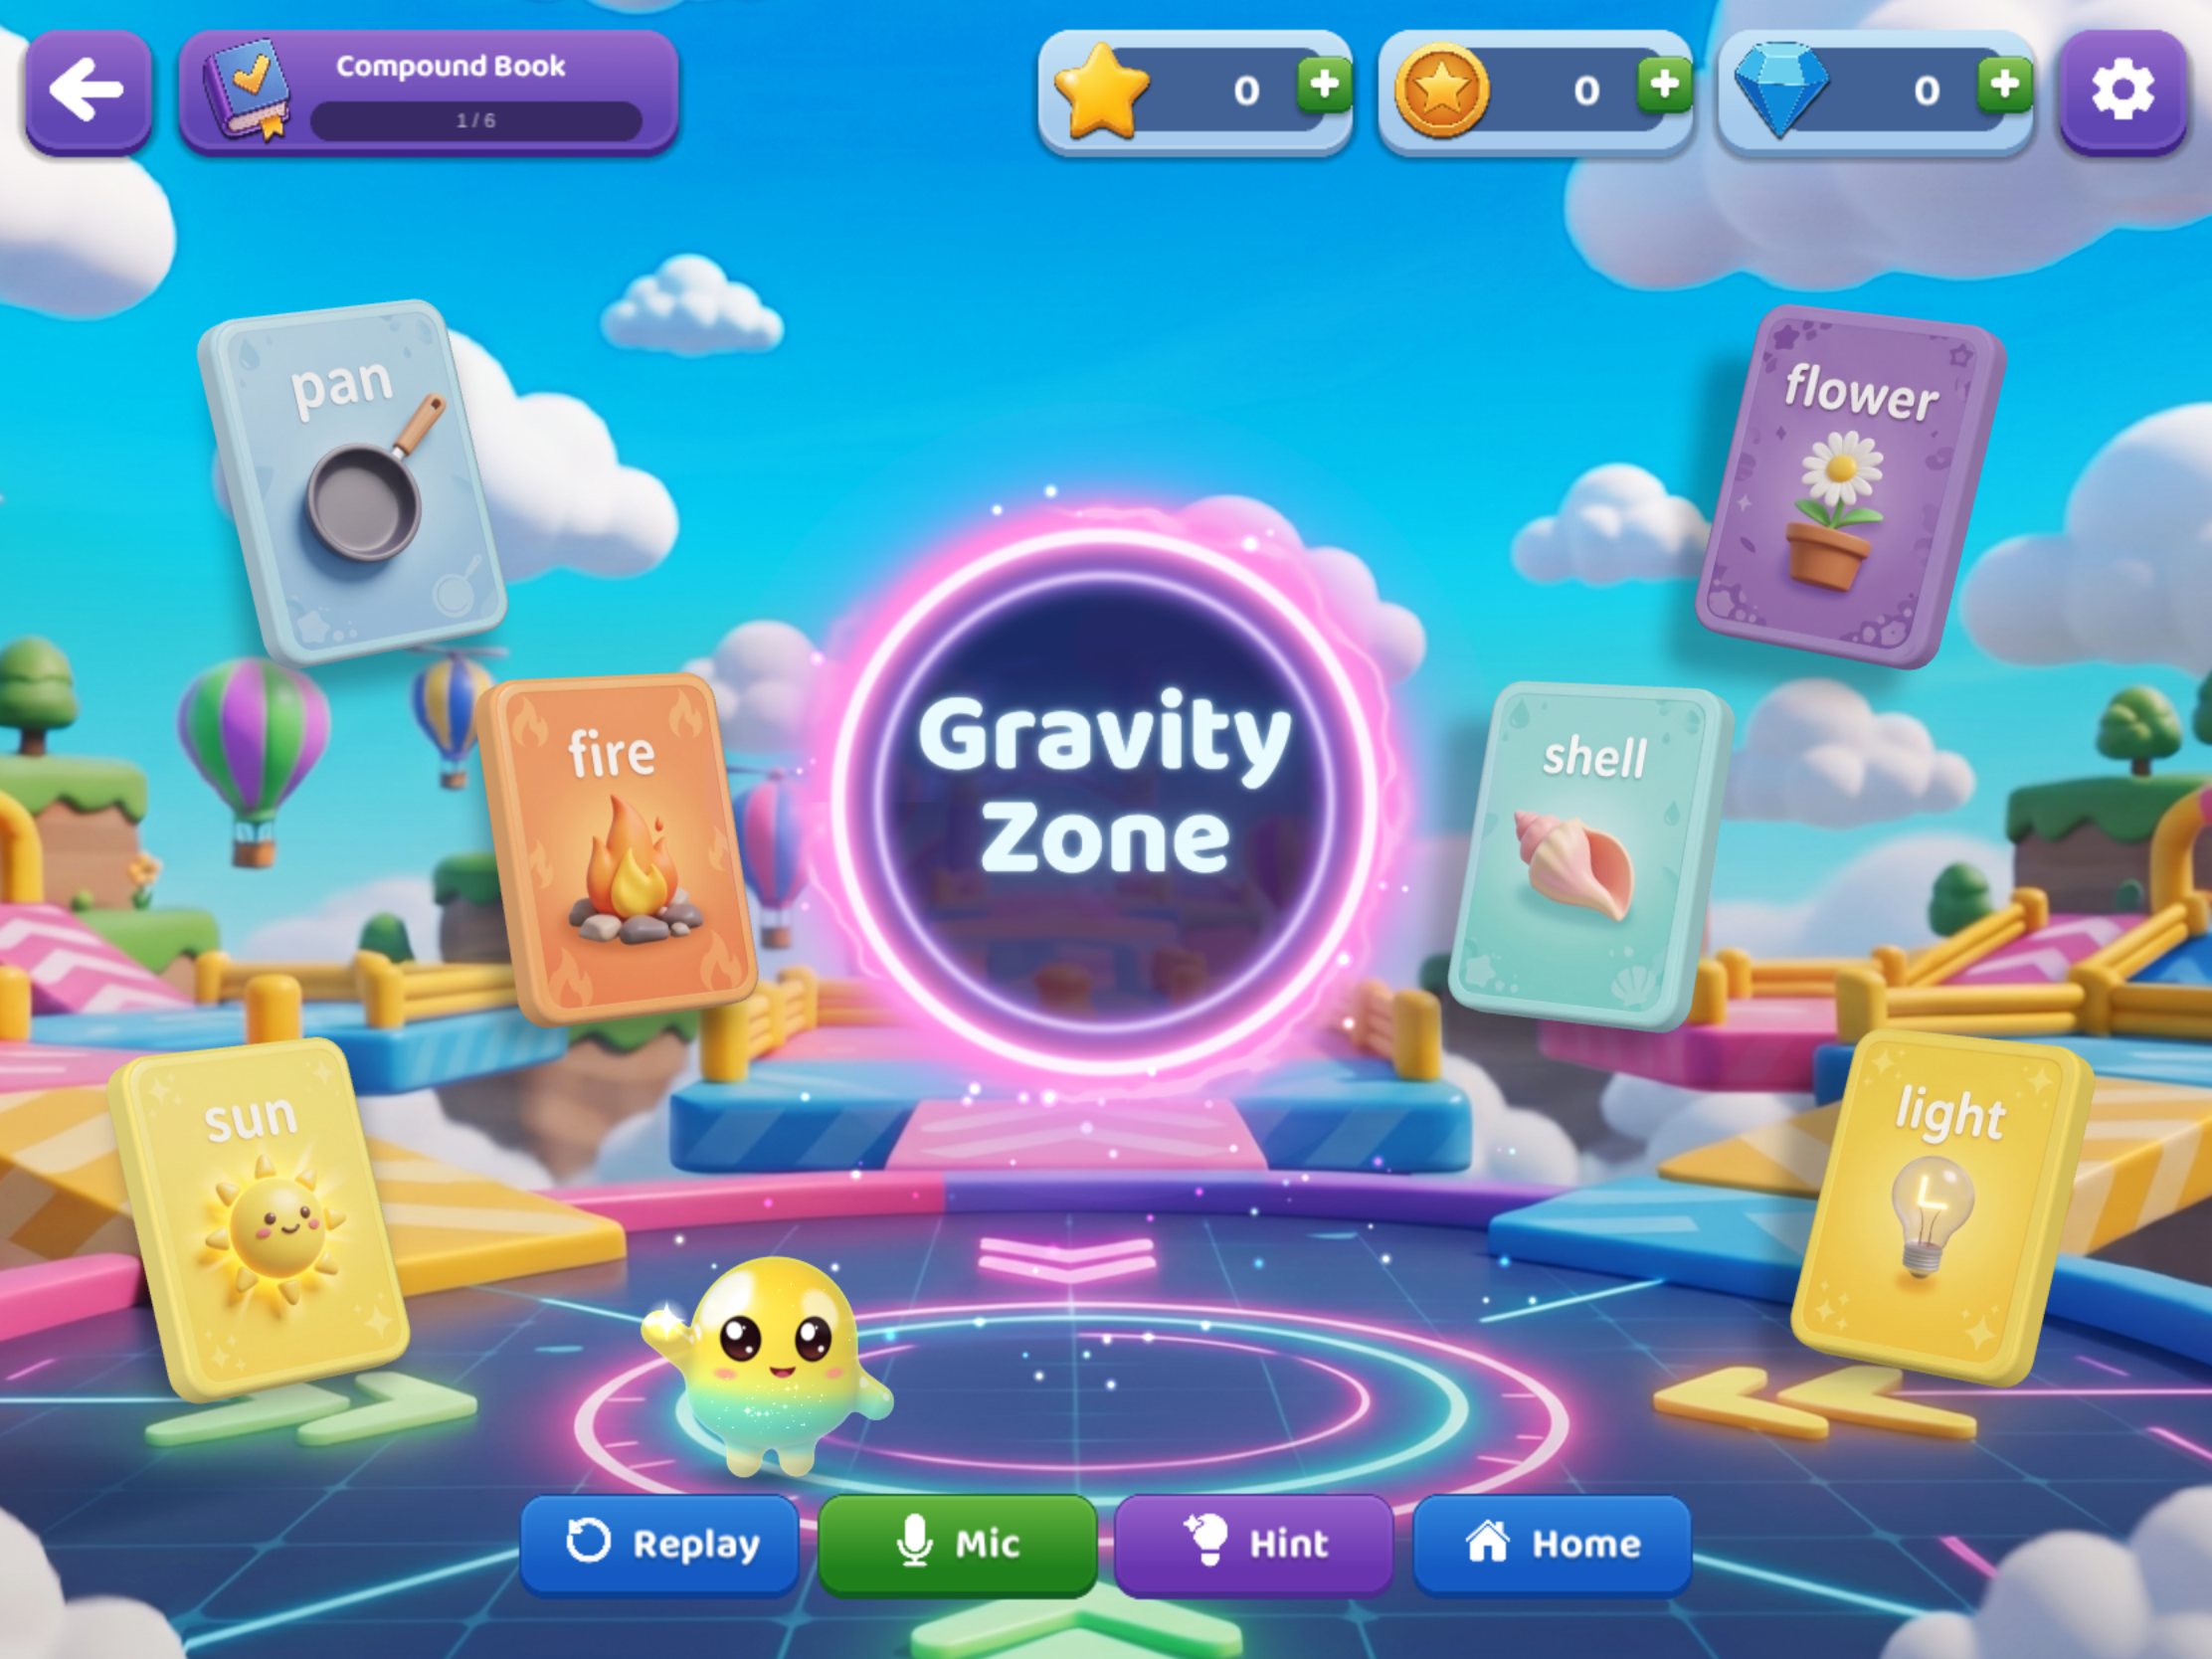 Compound Book
1/6
0
0
0
pan
flower
fire
shell
Gravity
Zone
sun
light
Replay
Mic
Hint
Home